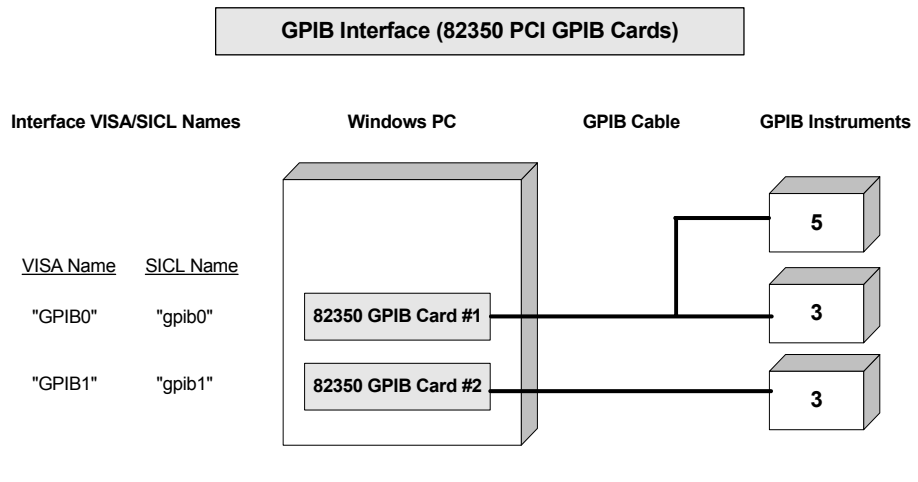 GPIB Interface (82350 PCI GPIB Cards)
Interface VISA/SICL Names Windows PC GPIB Cable GPIB Instruments
5
VISA Name SICL Name
"GPIB0" "gpib0" 82350 GPIB Card #1 3
"GPIB1" "gpib1" 82350 GPIB Card #2 3